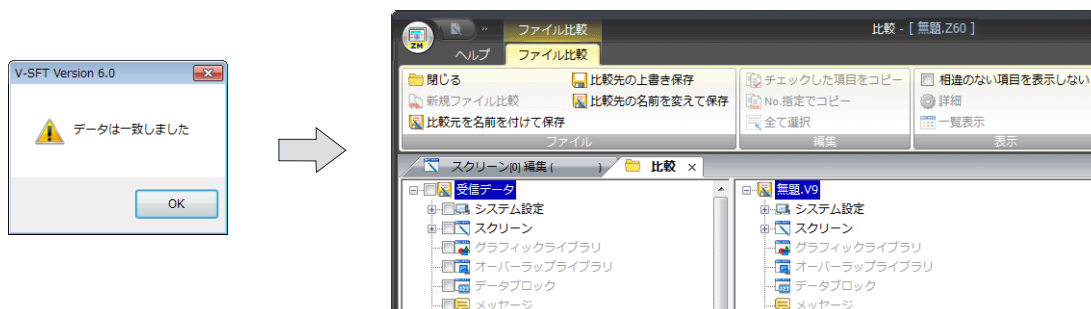 V-SFT Version 6.0
データは一致しました
OK
ZM
ファイル比較
比較 - [ 無題.Z60 ]
ヘルプ
ファイル比較
閉じる
比較先の上書き保存
新規ファイル比較
比較先の名前を変えて保存
比較元を名前を付けて保存
ファイル
チェックした項目をコピー
No.指定でコピー
全て選択
編集
相違のない項目を表示しない
詳細
一覧表示
表示
スクリーン[0] 編集 ( )
比較 ×
受信データ
システム設定
スクリーン
グラフィックライブラリ
オーバーラップライブラリ
データブロック
メッセージ
無題.V9
システム設定
スクリーン
グラフィックライブラリ
オーバーラップライブラリ
データブロック
メッセージ